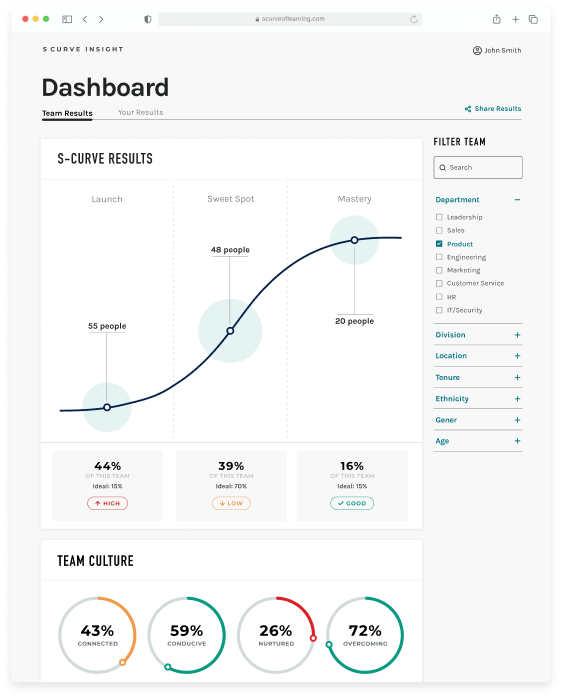 scurveofleanring.com
S CURVE INSIGHT
John Smith
Dashboard
Team Results
Your Results
Share Results
S-CURVE RESULTS
Launch
Sweet Spot
Mastery
48 people
55 people
20 people
44%
OF THIS TEAM
Ideal: 15%
HIGH
39%
OF THIS TEAM
Ideal: 70%
LOW
16%
OF THIS TEAM
Ideal: 15%
GOOD
FILTER TEAM
Search
Department
Leadership
Sales
Product
Engineering
Marketing
Customer Service
HR
IT/Security
Division
Location
Tenure
Ethnicity
Gener
Age
TEAM CULTURE
43%
CONNECTED
59%
CONDUCIVE
26%
NURTURED
72%
OVERCOMING